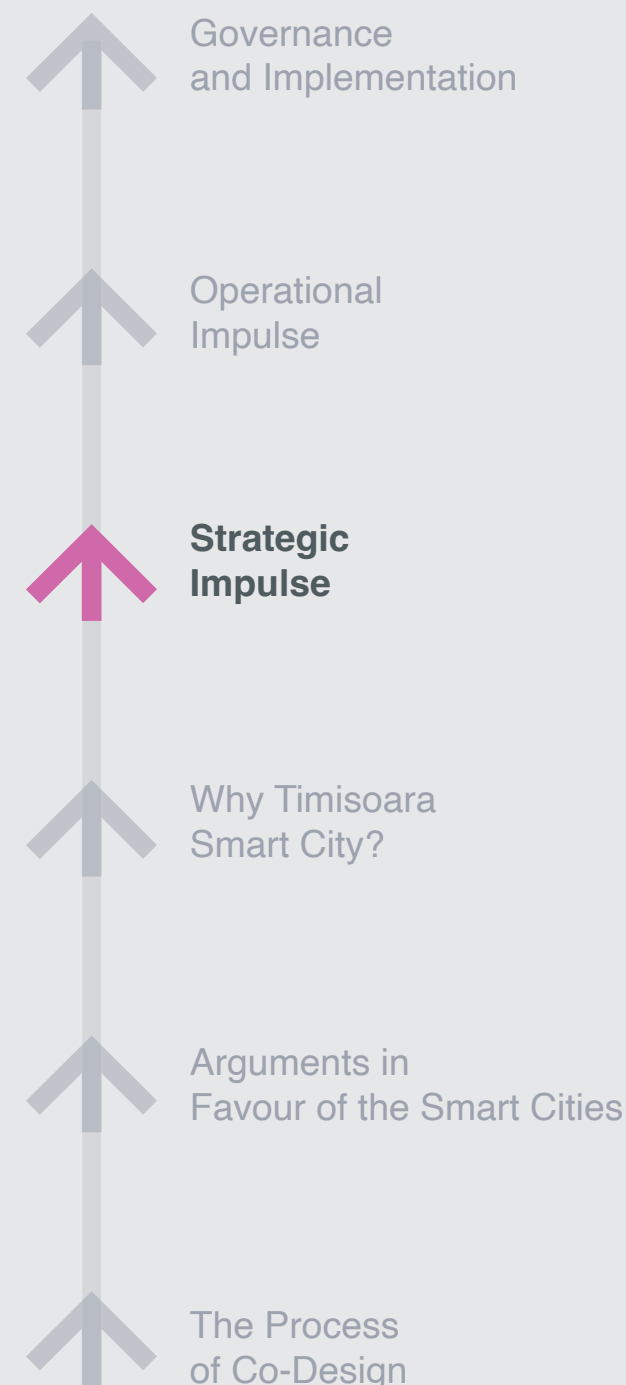 Governance
and Implementation
Operational
Impulse
Strategic
Impulse
Why Timisoara
Smart City?
Arguments in
Favour of the Smart Cities
The Process
of Co-Design